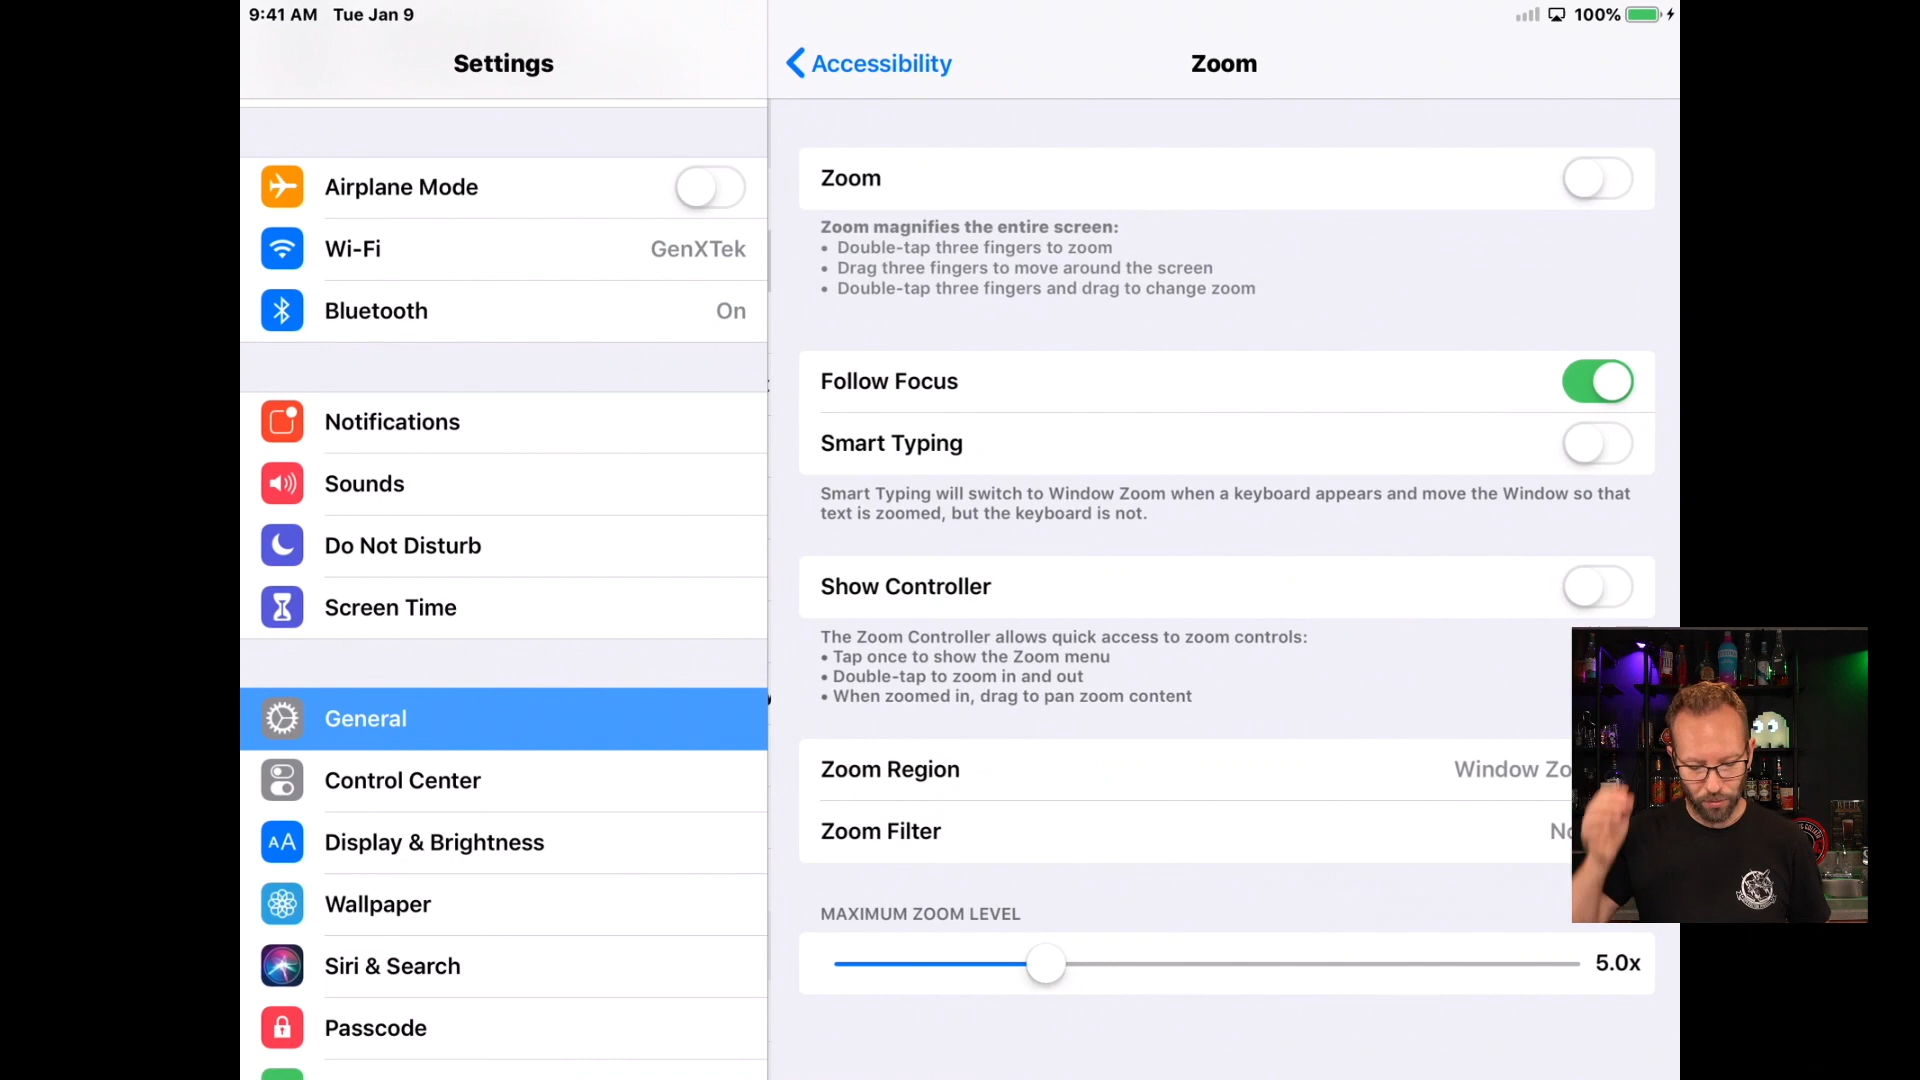 9:41 AM Tue Jan 9
100%
Settings
Accessibility
Zoom
Airplane Mode
Wi-Fi GenXTek
Bluetooth On
Notifications
Sounds
Do Not Disturb
Screen Time
General
Control Center
Display & Brightness
Wallpaper
Siri & Search
Passcode
Zoom
Zoom magnifies the entire screen:
• Double-tap three fingers to zoom
• Drag three fingers to move around the screen
• Double-tap three fingers and drag to change zoom
Follow Focus
Smart Typing
Smart Typing will switch to Window Zoom when a keyboard appears and move the Window so that
text is zoomed, but the keyboard is not.
Show Controller
The Zoom Controller allows quick access to zoom controls:
• Tap once to show the Zoom menu
• Double-tap to zoom in and out
• When zoomed in, drag to pan zoom content
Zoom Region Window Zo
Zoom Filter No
MAXIMUM ZOOM LEVEL
5.0x